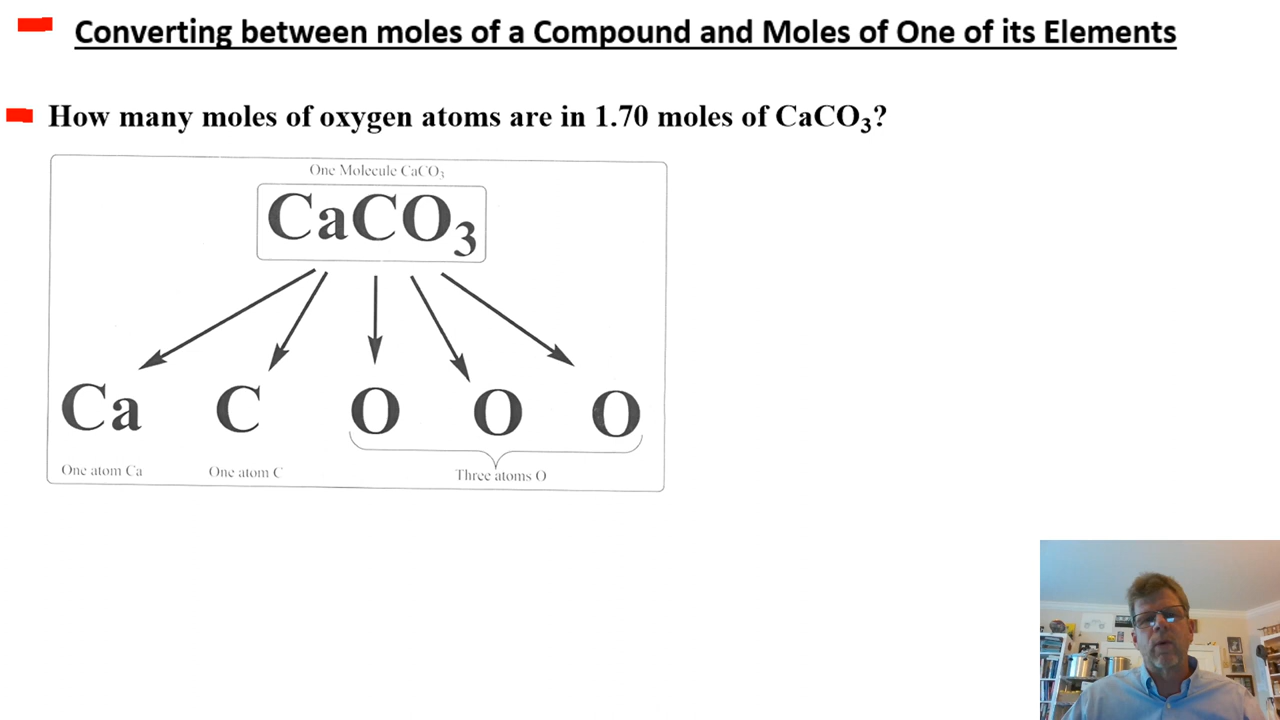 Converting between moles of a Compound and Moles of One of its Elements
How many moles of oxygen atoms are in 1.70 moles of CaCO₃?
One Molecule CaCO₃
CaCO₃
Ca C O O O
One atom Ca One atom C Three atoms O